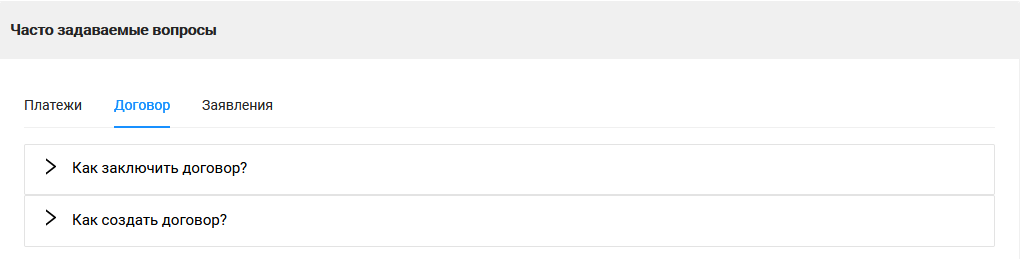 Часто задаваемые вопросы
Платежи Договор Заявления
Как заключить договор?
Как создать договор?